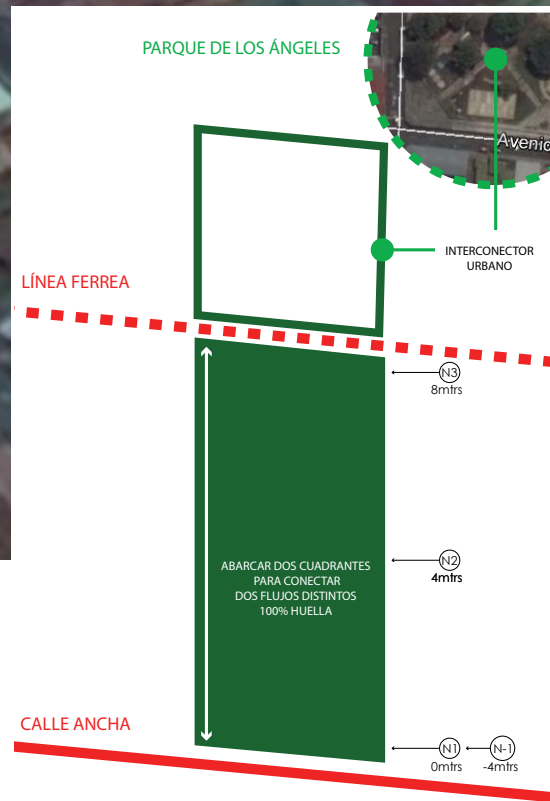 PARQUE DE LOS ÁNGELES
Avenid
INTERCONECTOR
URBANO
LÍNEA FERREA
N3
8mtrs
ABARCAR DOS CUADRANTES
PARA CONECTAR
DOS FLUJOS DISTINTOS
100% HUELLA
N2
4mtrs
CALLE ANCHA
N1
N-1
0mtrs
-4mtrs